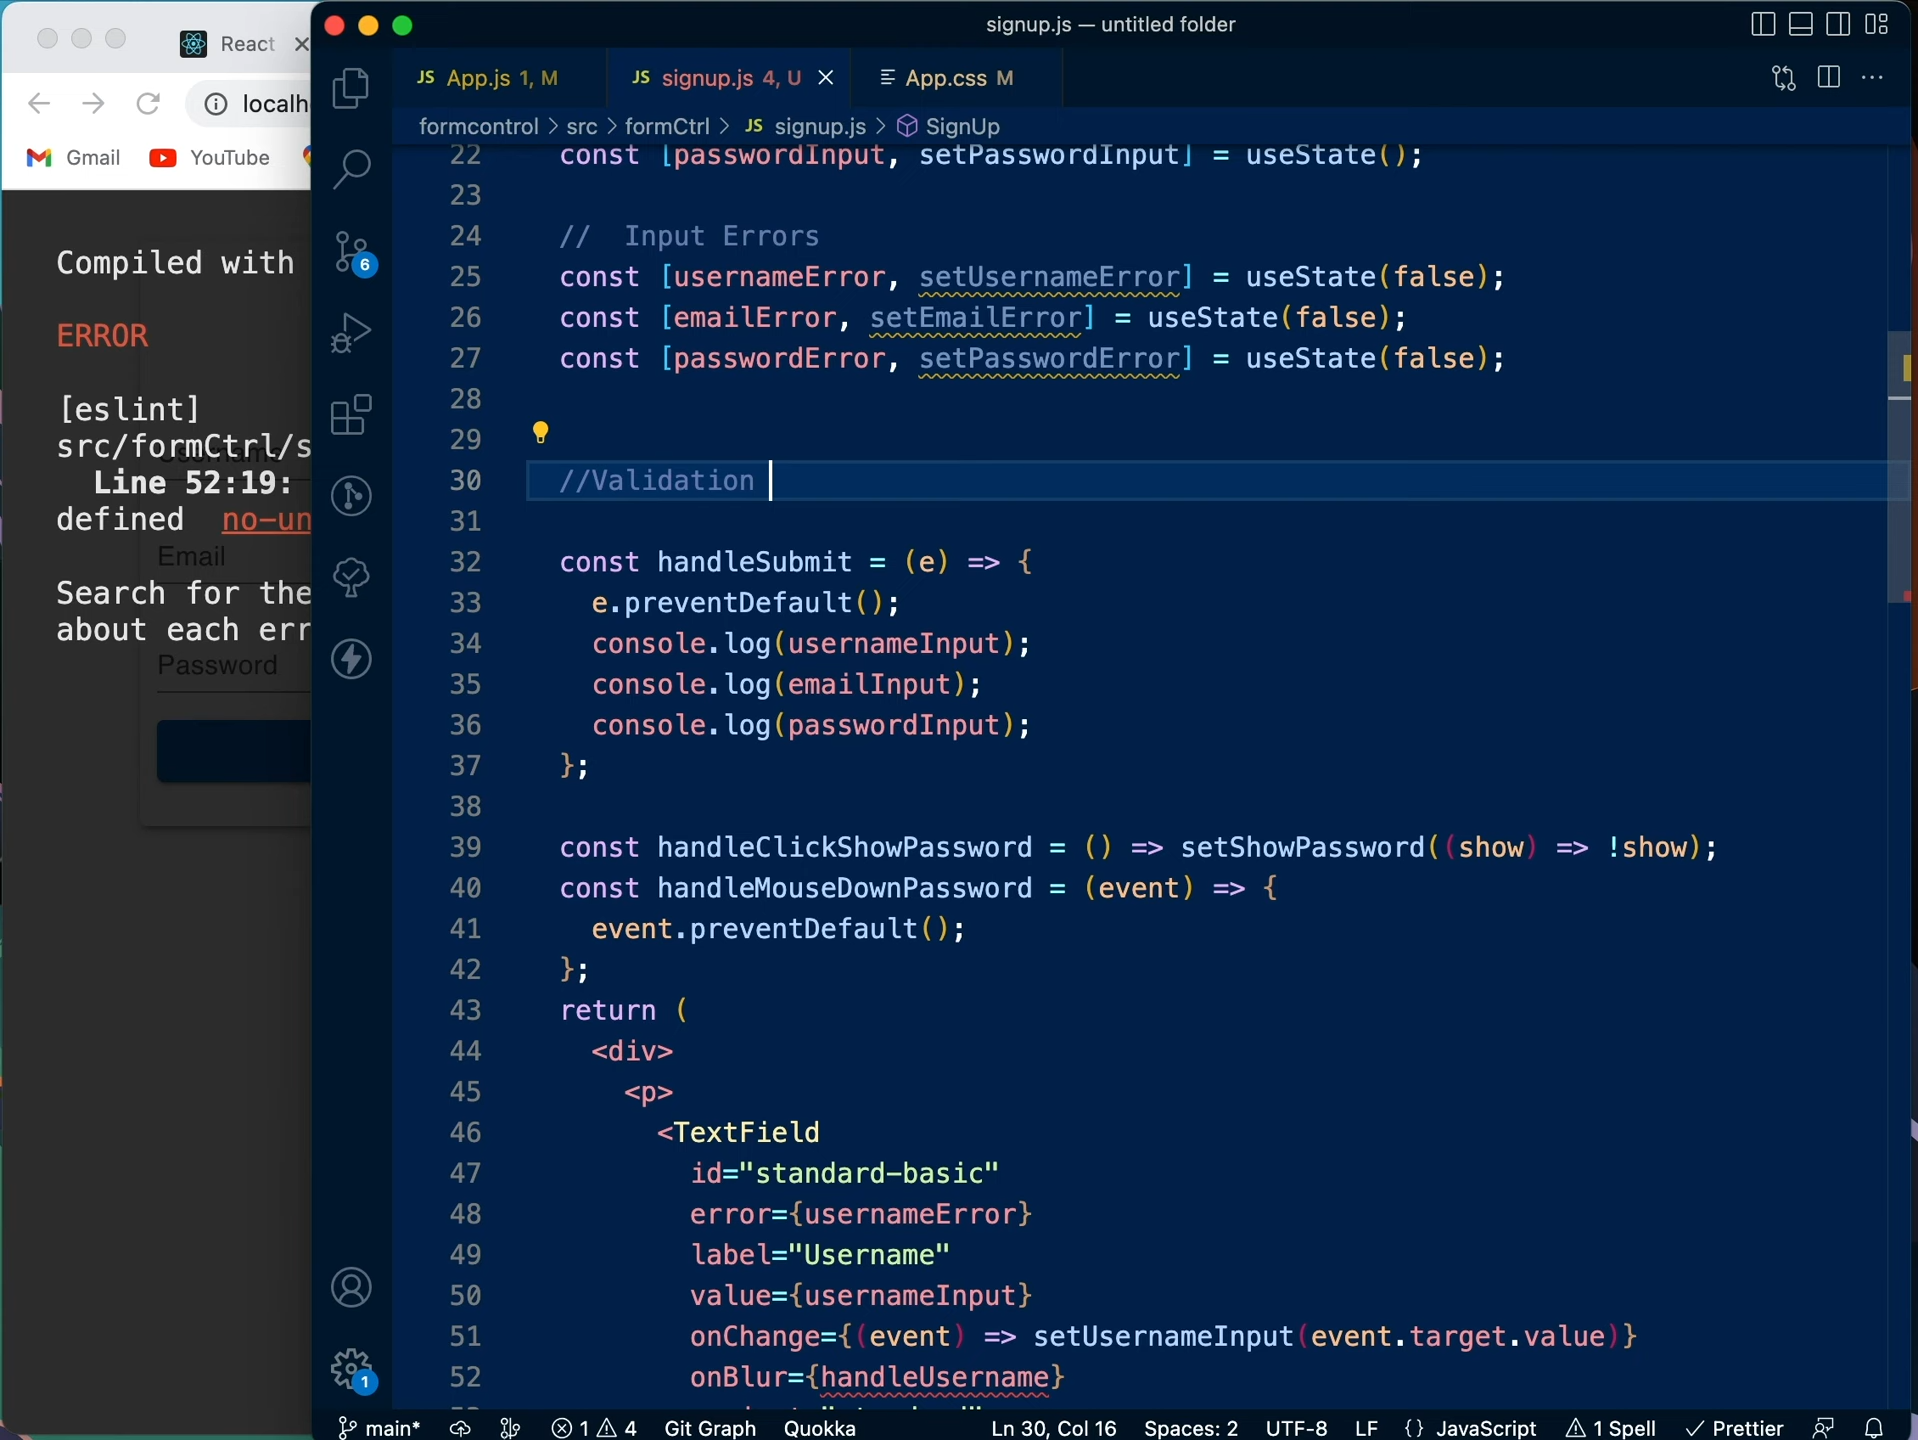 signup.js — untitled folder
React
localh
Gmail
YouTube
JS App.js 1, M
JS signup.js 4, U
App.css M
formcontrol > src > formCtrl > JS signup.js > SignUp
Compiled with
ERROR
[eslint]
src/formCtrl/s
Line 52:19:
defined no-un
Email
Search for the
about each err
Password
6
1
22 const [passwordInput, setPasswordInput] = useState();
23
24 // Input Errors
25 const [usernameError, setUsernameError] = useState(false);
26 const [emailError, setEmailError] = useState(false);
27 const [passwordError, setPasswordError] = useState(false);
28
29
30 //Validation
31
32 const handleSubmit = (e) => {
33 e.preventDefault();
34 console.log(usernameInput);
35 console.log(emailInput);
36 console.log(passwordInput);
37 };
38
39 const handleClickShowPassword = () => setShowPassword((show) => !show);
40 const handleMouseDownPassword = (event) => {
41 event.preventDefault();
42 };
43 return (
44 <div>
45 <p>
46 <TextField
47 id="standard-basic"
48 error={usernameError}
49 label="Username"
50 value={usernameInput}
51 onChange={(event) => setUsernameInput(event.target.value)}
52 onBlur={handleUsername}
main* 1 4 Git Graph Quokka Ln 30, Col 16 Spaces: 2 UTF-8 LF {} JavaScript 1 Spell Prettier